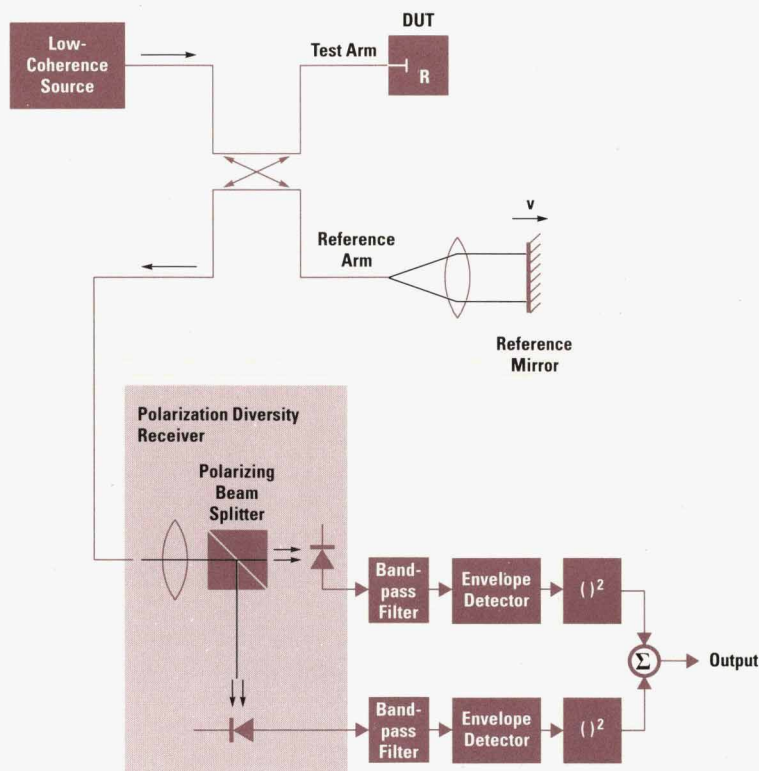 DUT
Low-
Coherence
Source
Test Arm
R
v
Reference
Arm
Reference
Mirror
Polarization Diversity
Receiver
Polarizing
Beam
Splitter
Band-
pass
Filter
Envelope
Detector
( )²
Σ
Output
Band-
pass
Filter
Envelope
Detector
( )²